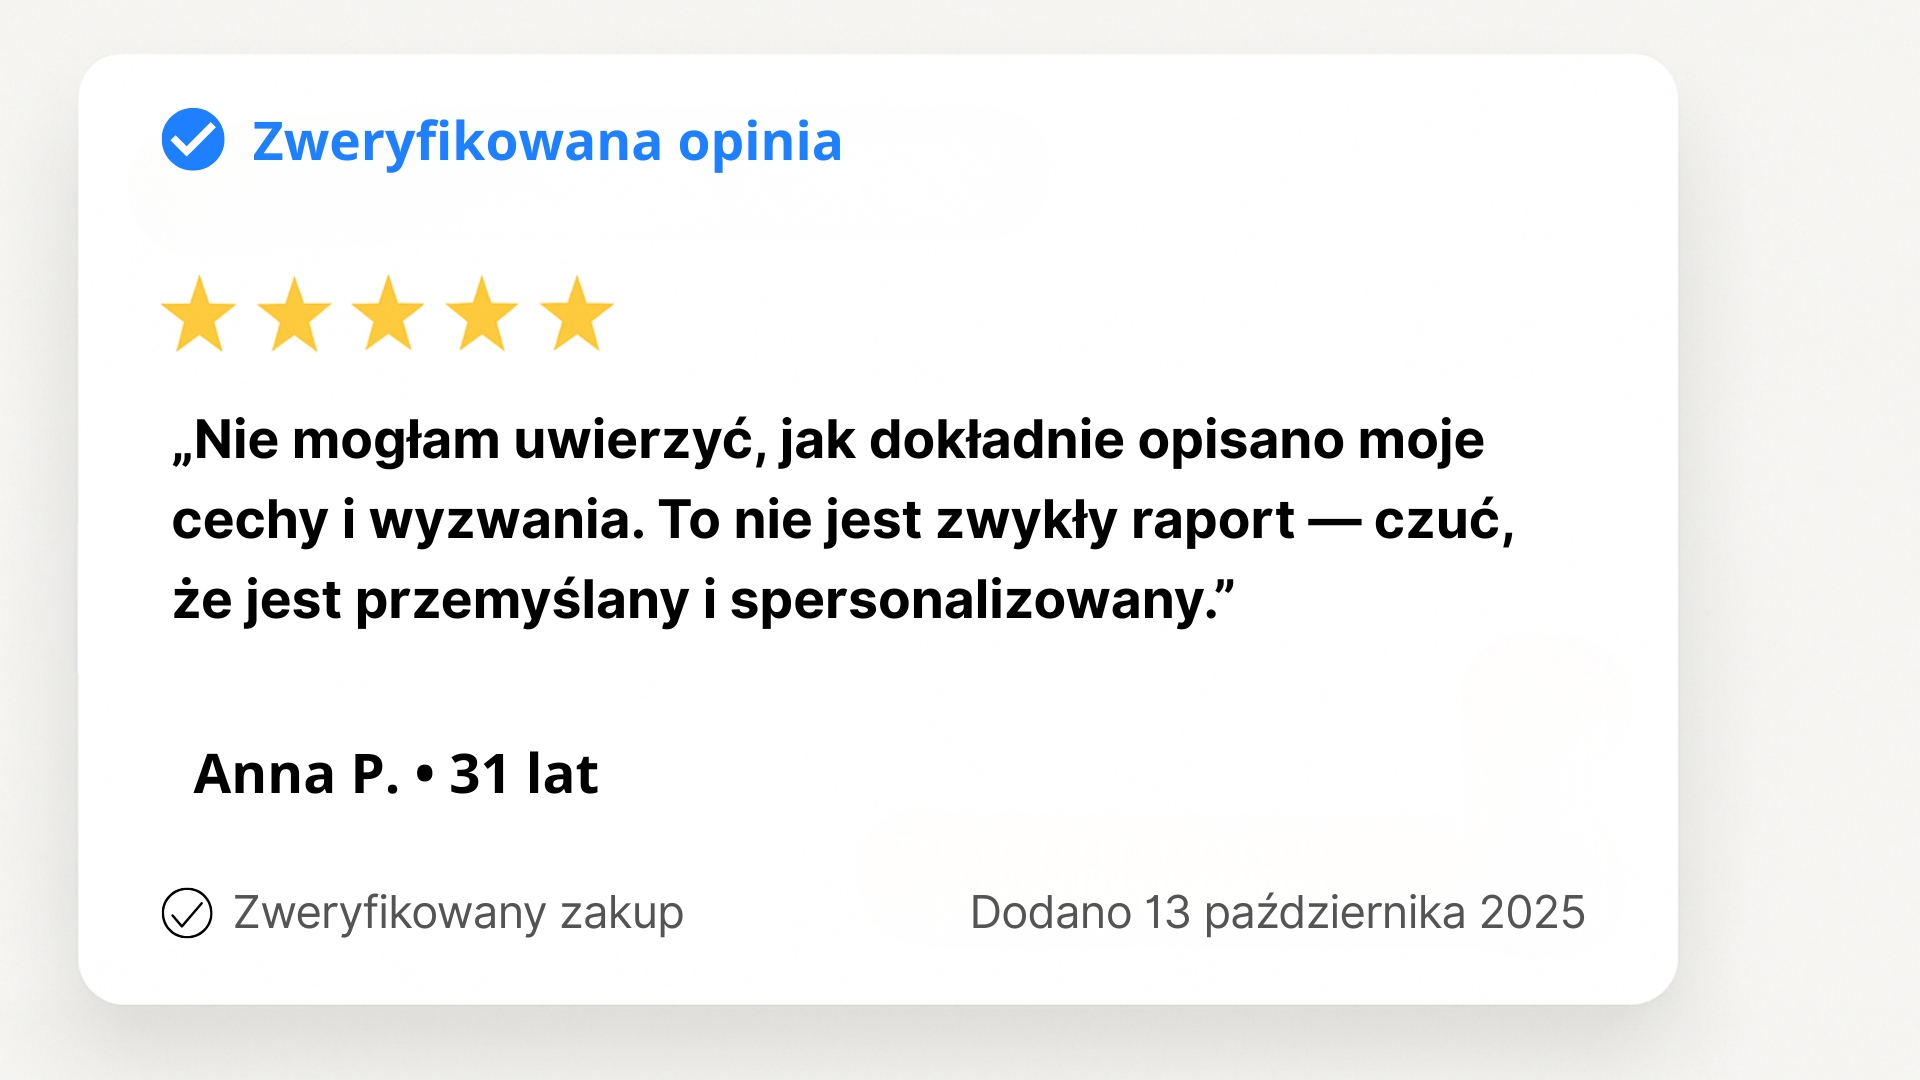 Zweryfikowana opinia
„Nie mogłam uwierzyć, jak dokładnie opisano moje
cechy i wyzwania. To nie jest zwykły raport — czuć,
że jest przemyślany i spersonalizowany.”
Anna P. • 31 lat
Zweryfikowany zakup
Dodano 13 października 2025